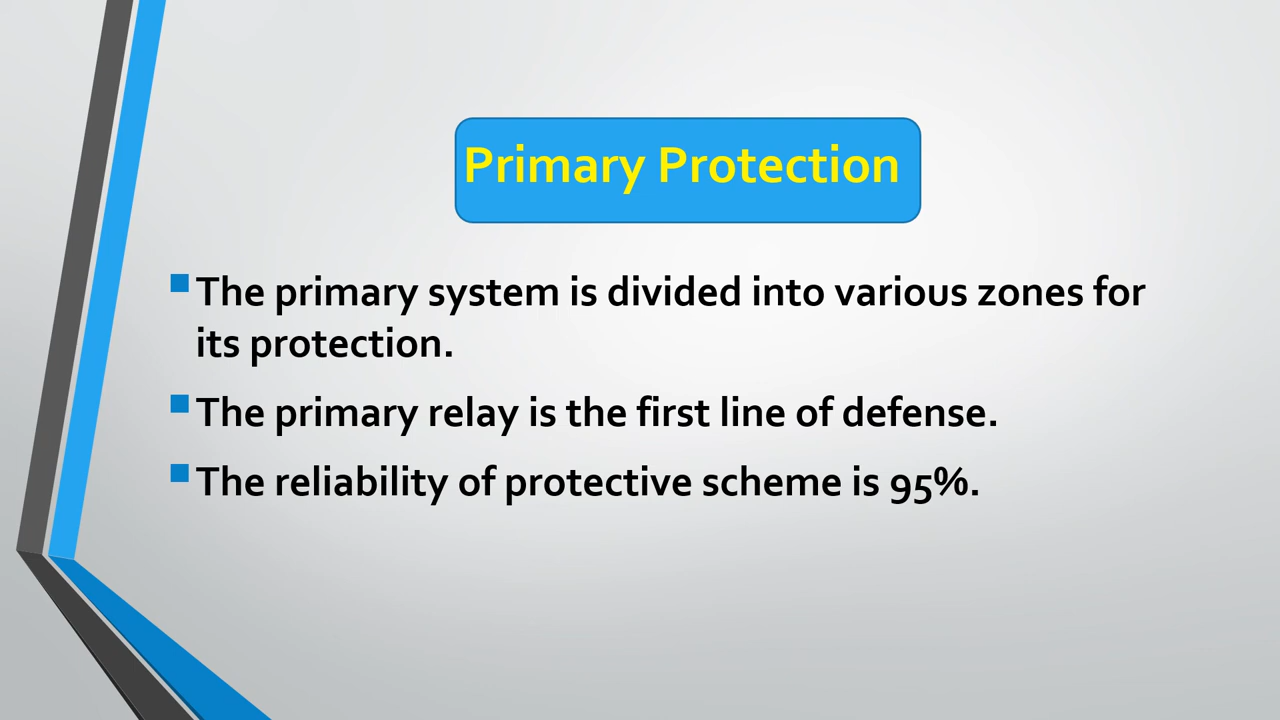 Primary Protection
The primary system is divided into various zones for
its protection.
The primary relay is the first line of defense.
The reliability of protective scheme is 95%.